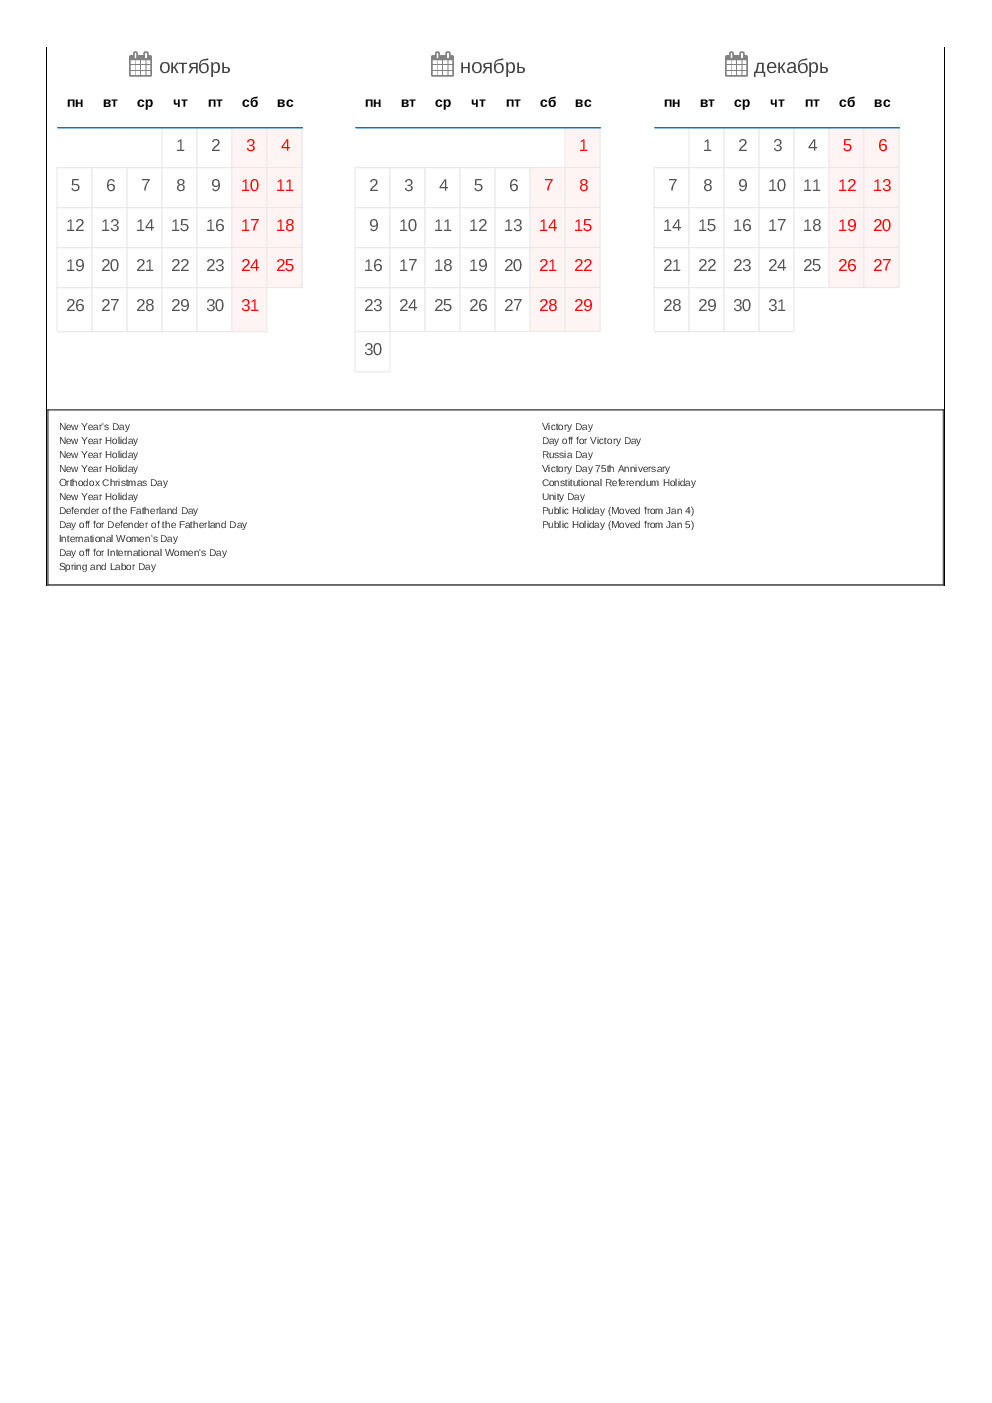 октябрь
пн вт ср чт пт сб вс
1 2 3 4
5 6 7 8 9 10 11
12 13 14 15 16 17 18
19 20 21 22 23 24 25
26 27 28 29 30 31
ноябрь
пн вт ср чт пт сб вс
1
2 3 4 5 6 7 8
9 10 11 12 13 14 15
16 17 18 19 20 21 22
23 24 25 26 27 28 29
30
декабрь
пн вт ср чт пт сб вс
1 2 3 4 5 6
7 8 9 10 11 12 13
14 15 16 17 18 19 20
21 22 23 24 25 26 27
28 29 30 31
New Year's Day
New Year Holiday
New Year Holiday
New Year Holiday
Orthodox Christmas Day
New Year Holiday
Defender of the Fatherland Day
Day off for Defender of the Fatherland Day
International Women's Day
Day off for International Women's Day
Spring and Labor Day
Victory Day
Day off for Victory Day
Russia Day
Victory Day 75th Anniversary
Constitutional Referendum Holiday
Unity Day
Public Holiday (Moved from Jan 4)
Public Holiday (Moved from Jan 5)